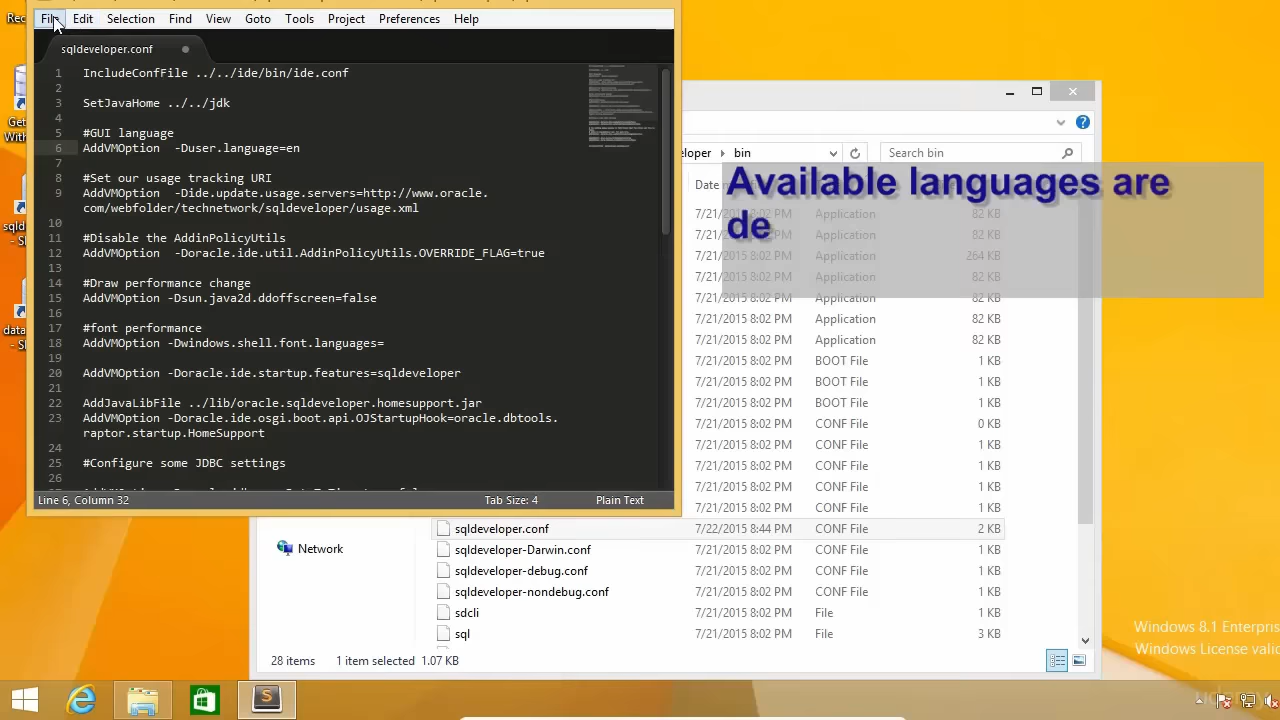 File Edit Selection Find View Goto Tools Project Preferences Help
sqldeveloper.conf
1 IncludeConfFile ../../ide/bin/ide.conf
2
3 SetJavaHome ../../jdk
4
5 #GUI language
6 AddVMOption -Duser.language=en
7
8 #Set our usage tracking URI
9 AddVMOption -Dide.update.usage.servers=http://www.oracle.
com/webfolder/technetwork/sqldeveloper/usage.xml
10
11 #Disable the AddinPolicyUtils
12 AddVMOption -Doracle.ide.util.AddinPolicyUtils.OVERRIDE_FLAG=true
13
14 #Draw performance change
15 AddVMOption -Dsun.java2d.ddoffscreen=false
16
17 #font performance
18 AddVMOption -Dwindows.shell.font.languages=
19
20 AddVMOption -Doracle.ide.startup.features=sqldeveloper
21
22 AddJavaLibFile ../lib/oracle.sqldeveloper.homesupport.jar
23 AddVMOption -Doracle.ide.osgi.boot.api.OJStartupHook=oracle.dbtools.
raptor.startup.HomeSupport
24
25 #Configure some JDBC settings
26
Line 6, Column 32 Tab Size: 4 Plain Text
bin Search bin
Available languages are
de
7/21/2015 8:02 PM Application 82 KB
7/21/2015 8:02 PM Application 82 KB
7/21/2015 8:02 PM Application 264 KB
7/21/2015 8:02 PM Application 82 KB
7/21/2015 8:02 PM Application 82 KB
7/21/2015 8:02 PM Application 82 KB
7/21/2015 8:02 PM Application 82 KB
7/21/2015 8:02 PM BOOT File 1 KB
7/21/2015 8:02 PM BOOT File 1 KB
7/21/2015 8:02 PM BOOT File 1 KB
7/21/2015 8:02 PM CONF File 0 KB
7/21/2015 8:02 PM CONF File 1 KB
7/21/2015 8:02 PM CONF File 1 KB
7/21/2015 8:02 PM CONF File 1 KB
7/21/2015 8:02 PM CONF File 1 KB
sqldeveloper.conf 7/22/2015 8:44 PM CONF File 2 KB
Network
sqldeveloper-Darwin.conf 7/21/2015 8:02 PM CONF File 1 KB
sqldeveloper-debug.conf 7/21/2015 8:02 PM CONF File 1 KB
sqldeveloper-nondebug.conf 7/21/2015 8:02 PM CONF File 1 KB
sdcli 7/21/2015 8:02 PM File 1 KB
sql 7/21/2015 8:02 PM File 3 KB
28 items 1 item selected 1.07 KB
Windows 8.1 Enterpris
Windows License valid